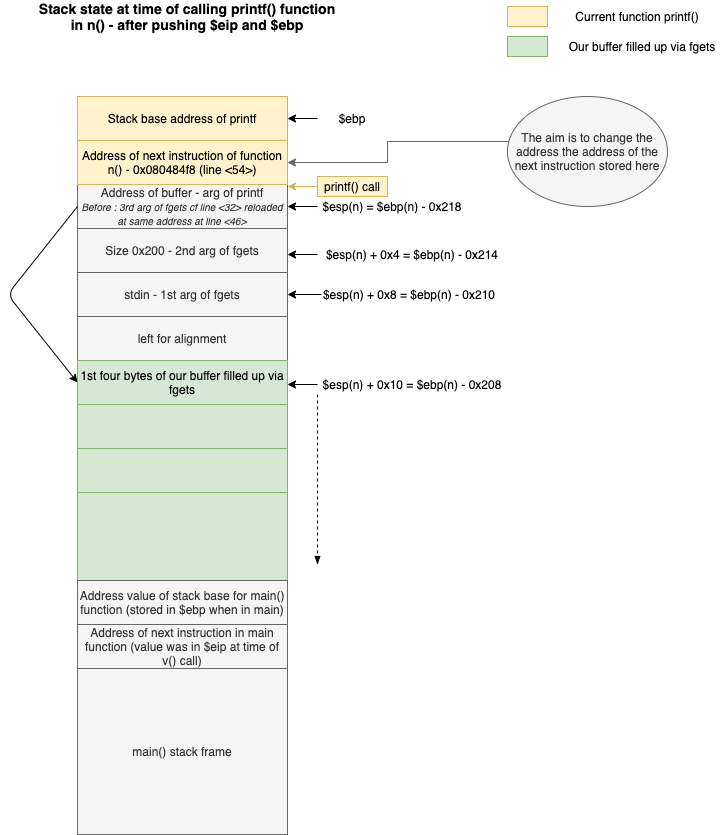 Stack state at time of calling printf() function
in n() - after pushing $eip and $ebp
Current function printf()
Our buffer filled up via fgets
Stack base address of printf
$ebp
Address of next instruction of function
n() - 0x080484f8 (line <54>)
The aim is to change the
address the address of the
next instruction stored here
printf() call
Address of buffer - arg of printf
Before : 3rd arg of fgets cf line <32> reloaded
at same address at line <46>
$esp(n) = $ebp(n) - 0x218
Size 0x200 - 2nd arg of fgets
$esp(n) + 0x4 = $ebp(n) - 0x214
stdin - 1st arg of fgets
$esp(n) + 0x8 = $ebp(n) - 0x210
left for alignment
1st four bytes of our buffer filled up via
fgets
$esp(n) + 0x10 = $ebp(n) - 0x208
Address value of stack base for main()
function (stored in $ebp when in main)
Address of next instruction in main
function (value was in $eip at time of
v() call)
main() stack frame